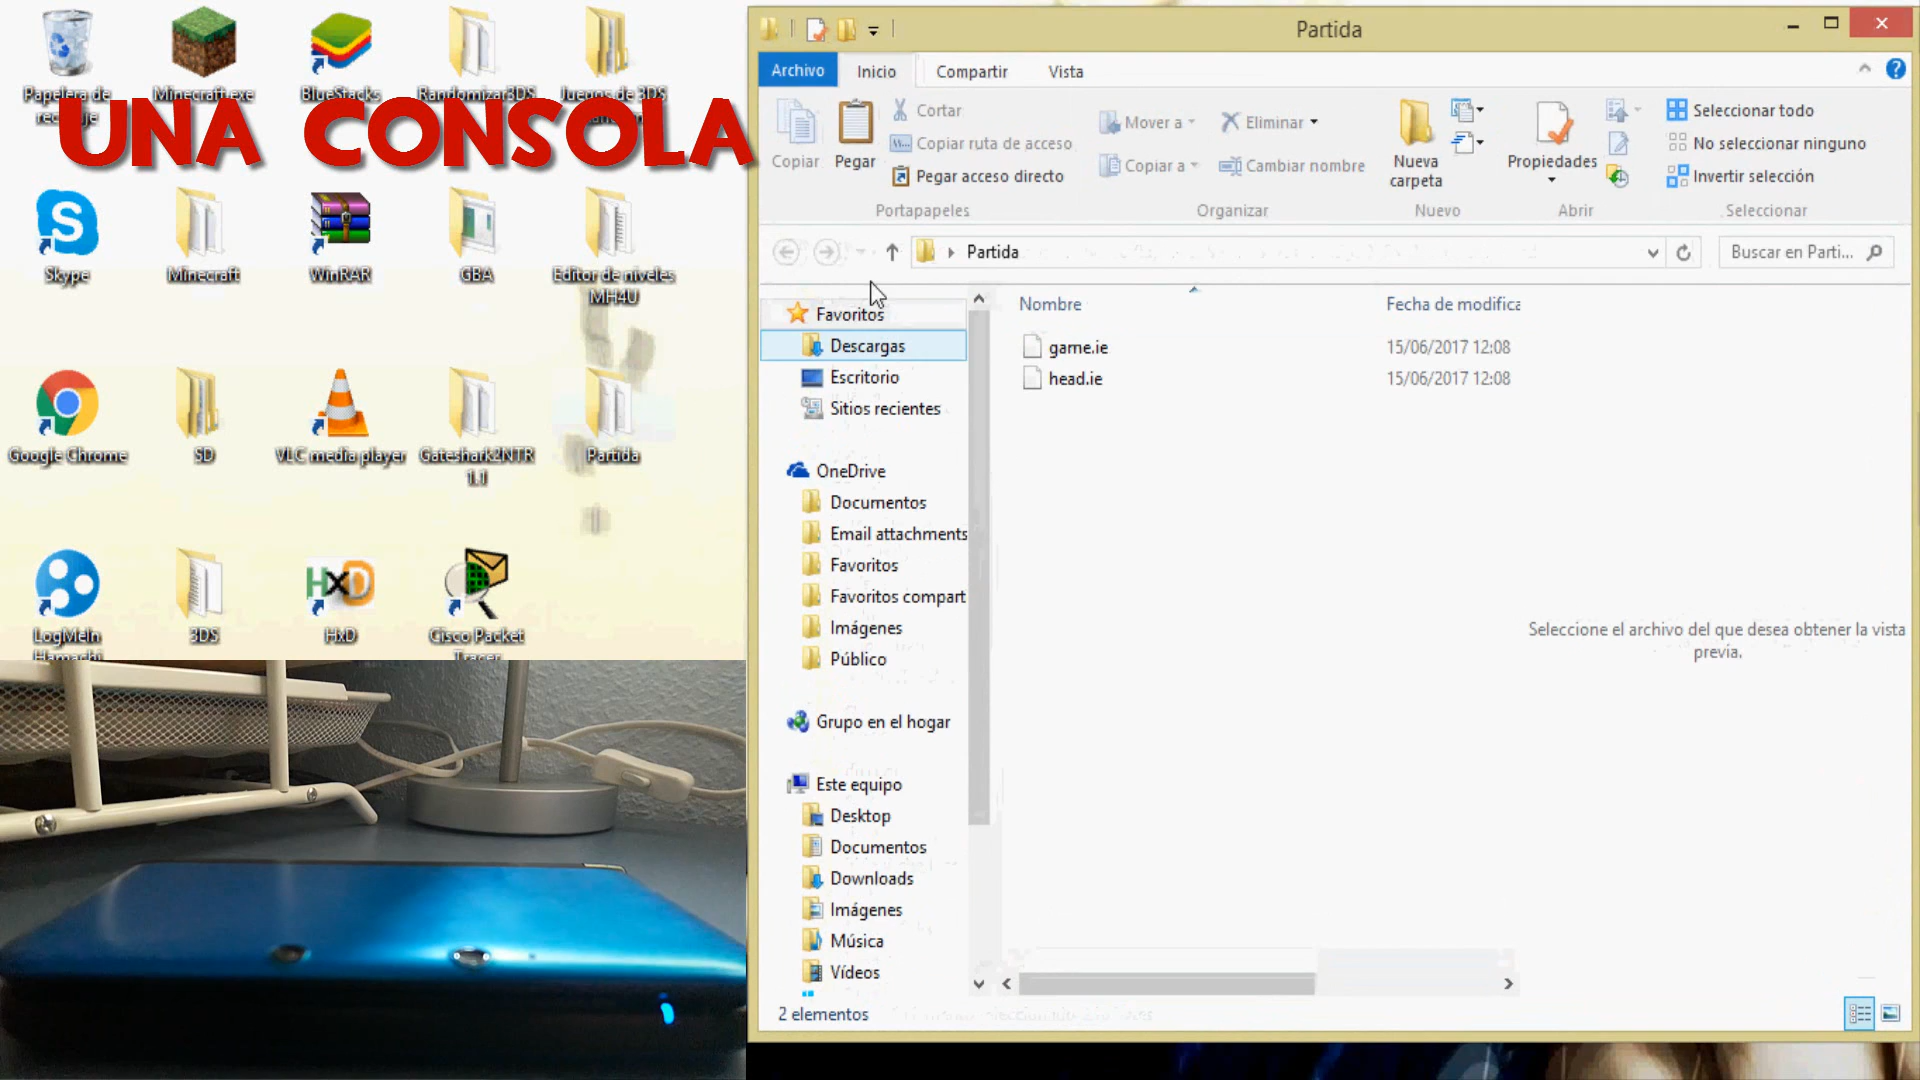 Papelera de
reciclaje
Minecraft.exe
BlueStacks
Randomizar3DS
Juegos de 3DS
UNA CONSOLA
Skype
Minecraft
WinRAR
GBA
Editor de niveles
MH4U
Google Chrome
SD
VLC media player
Gateshark2NTR
1.1
Partida
LogMeIn
Hamachi
3DS
HxD
HxD
Cisco Packet
Tracer
Partida
Archivo
Inicio
Compartir
Vista
Copiar
Pegar
Cortar
Copiar ruta de acceso
Pegar acceso directo
Portapapeles
Mover a
Copiar a
Eliminar
Cambiar nombre
Organizar
Nueva
carpeta
Nuevo
Propiedades
Abrir
Seleccionar todo
No seleccionar ninguno
Invertir selección
Seleccionar
Partida
Buscar en Parti...
Favoritos
Descargas
Escritorio
Sitios recientes
OneDrive
Documentos
Email attachments
Favoritos
Favoritos compart
Imágenes
Público
Grupo en el hogar
Este equipo
Desktop
Documentos
Downloads
Imágenes
Música
Vídeos
Nombre
Fecha de modifica
game.ie
15/06/2017 12:08
head.ie
15/06/2017 12:08
Seleccione el archivo del que desea obtener la vista
previa.
2 elementos